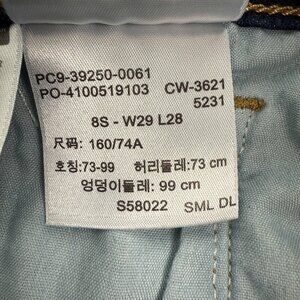 PC9-39250-0061
PO-4100519103 CW-3621
5231
8S - W29 L28
尺码: 160/74A
호칭:73-99 허리둘레:73 cm
엉덩이둘레: 99 cm
S58022 SML DL